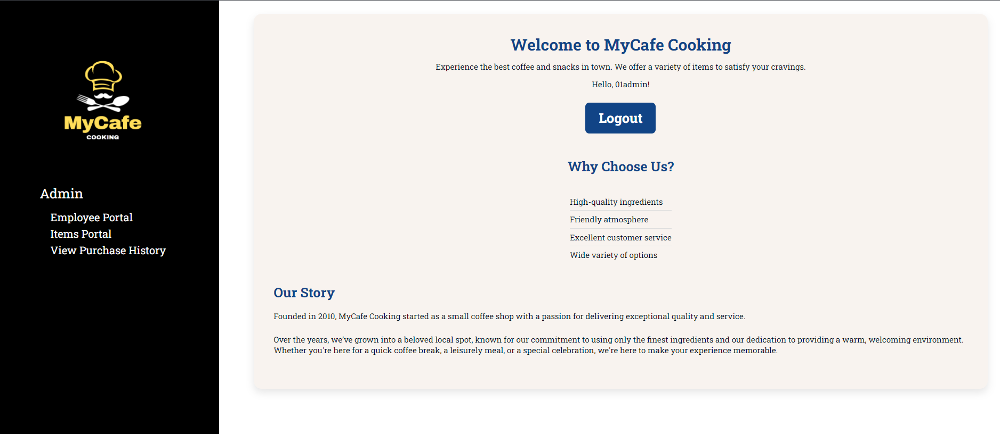 MyCafe
COOKING
Admin
Employee Portal
Items Portal
View Purchase History
Welcome to MyCafe Cooking
Experience the best coffee and snacks in town. We offer a variety of items to satisfy your cravings.
Hello, 01admin!
Logout
Why Choose Us?
High-quality ingredients
Friendly atmosphere
Excellent customer service
Wide variety of options
Our Story
Founded in 2010, MyCafe Cooking started as a small coffee shop with a passion for delivering exceptional quality and service.
Over the years, we've grown into a beloved local spot, known for our commitment to using only the finest ingredients and our dedication to providing a warm, welcoming environment.
Whether you're here for a quick coffee break, a leisurely meal, or a special celebration, we're here to make your experience memorable.